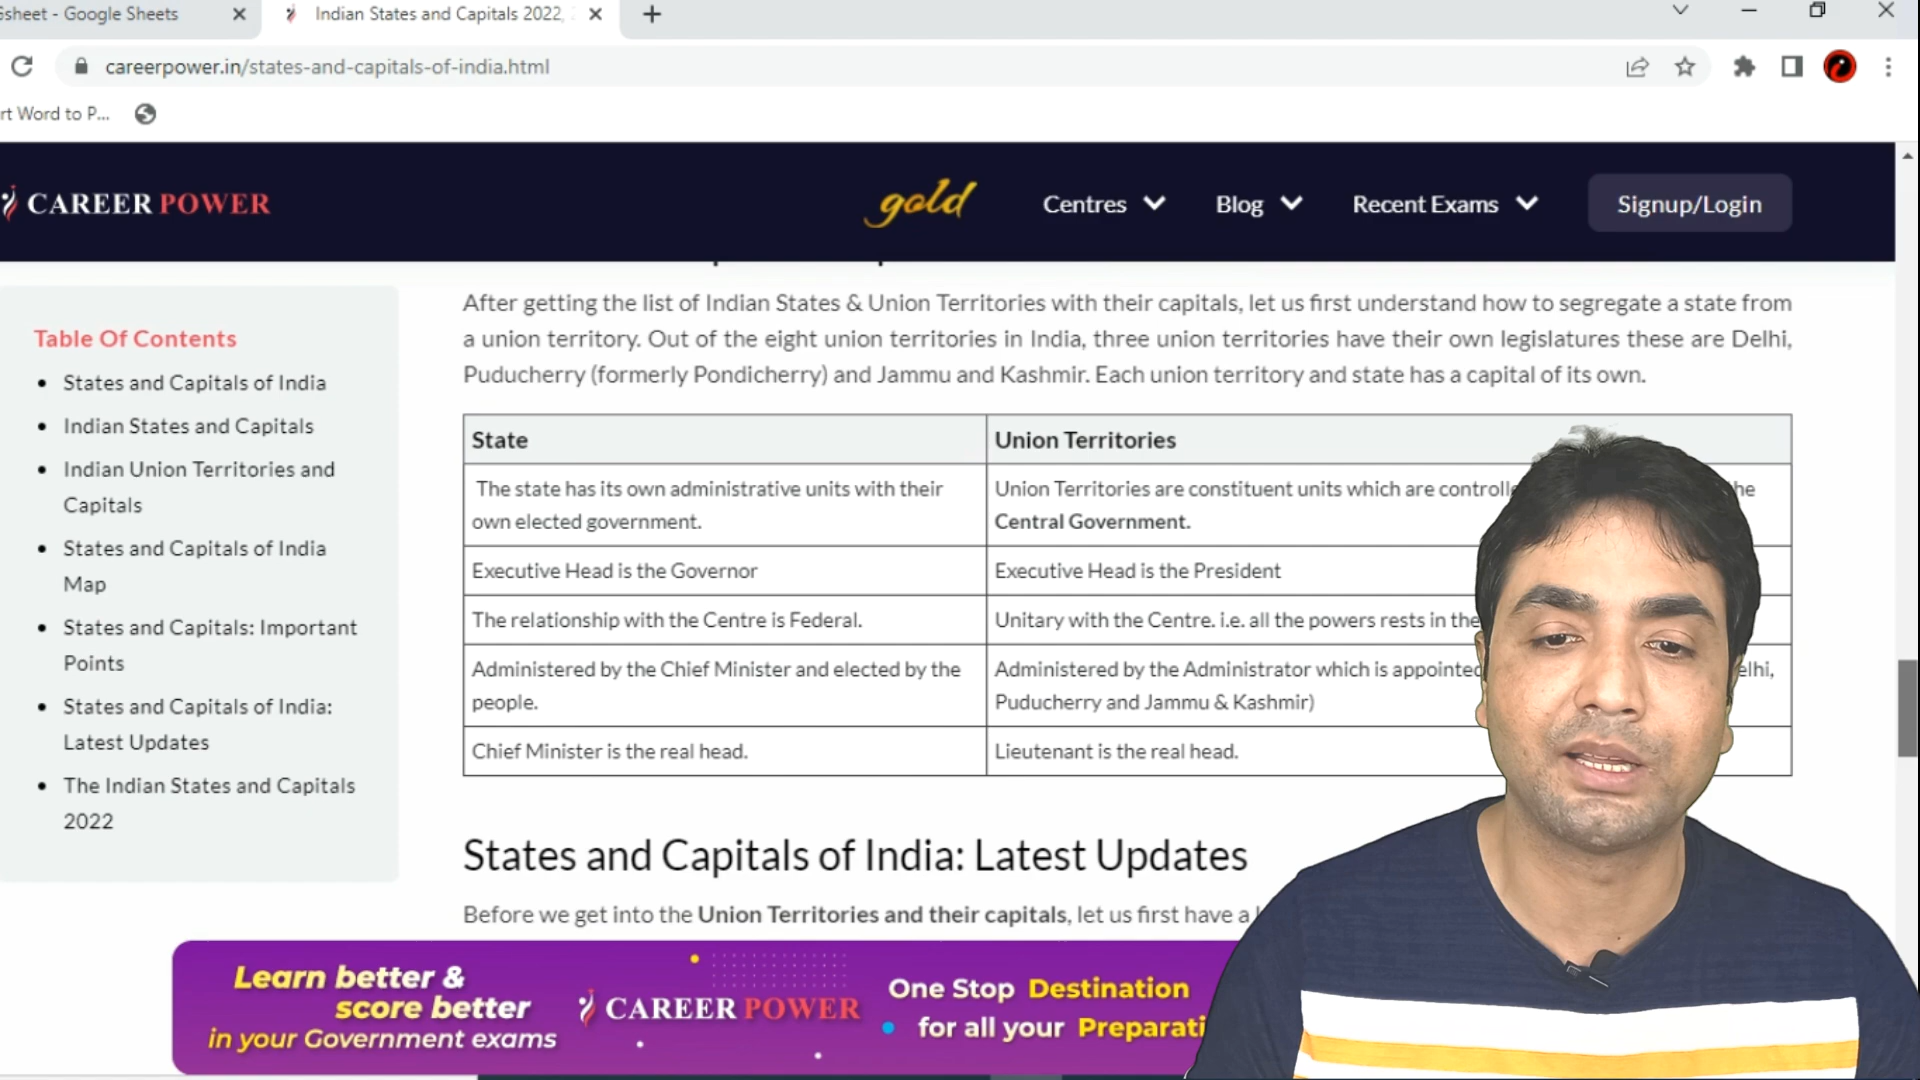 Gsheet - Google Sheets
Indian States and Capitals 2022,
careerpower.in/states-and-capitals-of-india.html
rt Word to P...
CAREER POWER
gold
Centres
Blog
Recent Exams
Signup/Login
Table Of Contents
States and Capitals of India
Indian States and Capitals
Indian Union Territories and
Capitals
States and Capitals of India
Map
States and Capitals: Important
Points
States and Capitals of India:
Latest Updates
The Indian States and Capitals
2022
After getting the list of Indian States & Union Territories with their capitals, let us first understand how to segregate a state from
a union territory. Out of the eight union territories in India, three union territories have their own legislatures these are Delhi,
Puducherry (formerly Pondicherry) and Jammu and Kashmir. Each union territory and state has a capital of its own.
State
Union Territories
The state has its own administrative units with their
own elected government.
Union Territories are constituent units which are
Central Government.
Executive Head is the Governor
Executive Head is the President
The relationship with the Centre is Federal.
Unitary with the Centre. i.e. all the powers rests in the
Administered by the Chief Minister and elected by the
people.
Administered by the Administrator which is appointed
Puducherry and Jammu & Kashmir)
Chief Minister is the real head.
Lieutenant is the real head.
States and Capitals of India: Latest Updates
Before we get into the Union Territories and their capitals, let us first have a
Learn better &
score better
in your Government exams
CAREER POWER
One Stop Destination
for all your